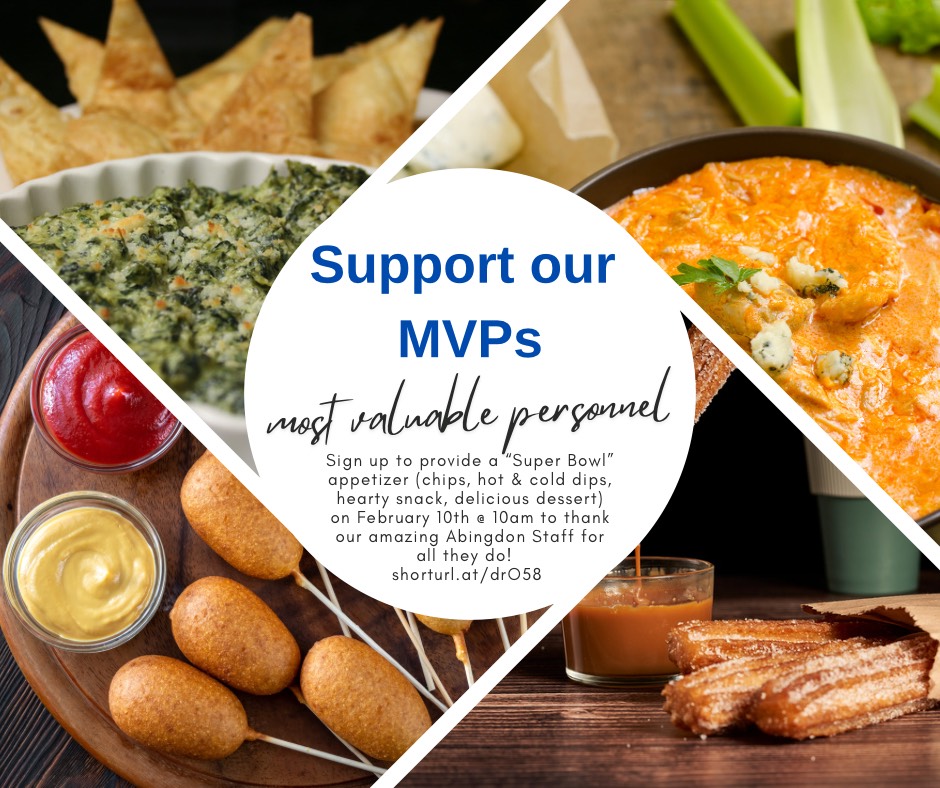 Support our
MVPs
most valuable personnel
Sign up to provide a “Super Bowl”
appetizer (chips, hot & cold dips,
hearty snack, delicious dessert)
on February 10th @ 10am to thank
our amazing Abingdon Staff for
all they do!
shorturl.at/drO58